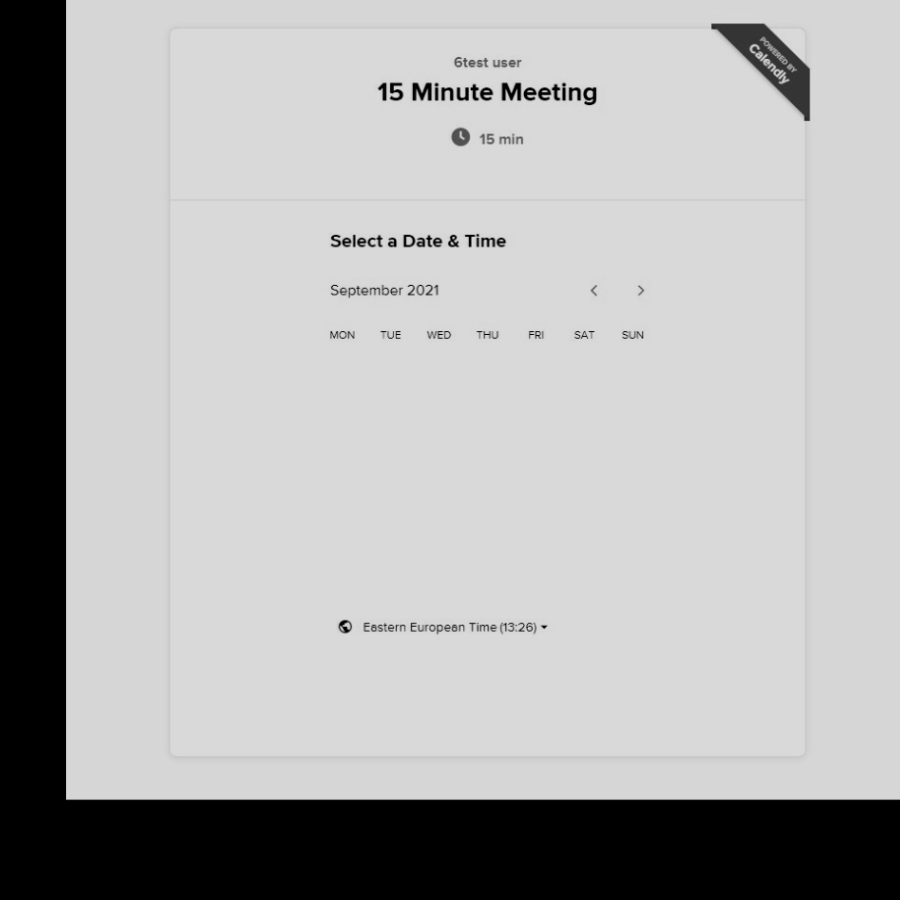 POWERED BY
Calendly
6test user
15 Minute Meeting
15 min
Select a Date & Time
September 2021
MON TUE WED THU FRI SAT SUN
Eastern European Time (13:26)